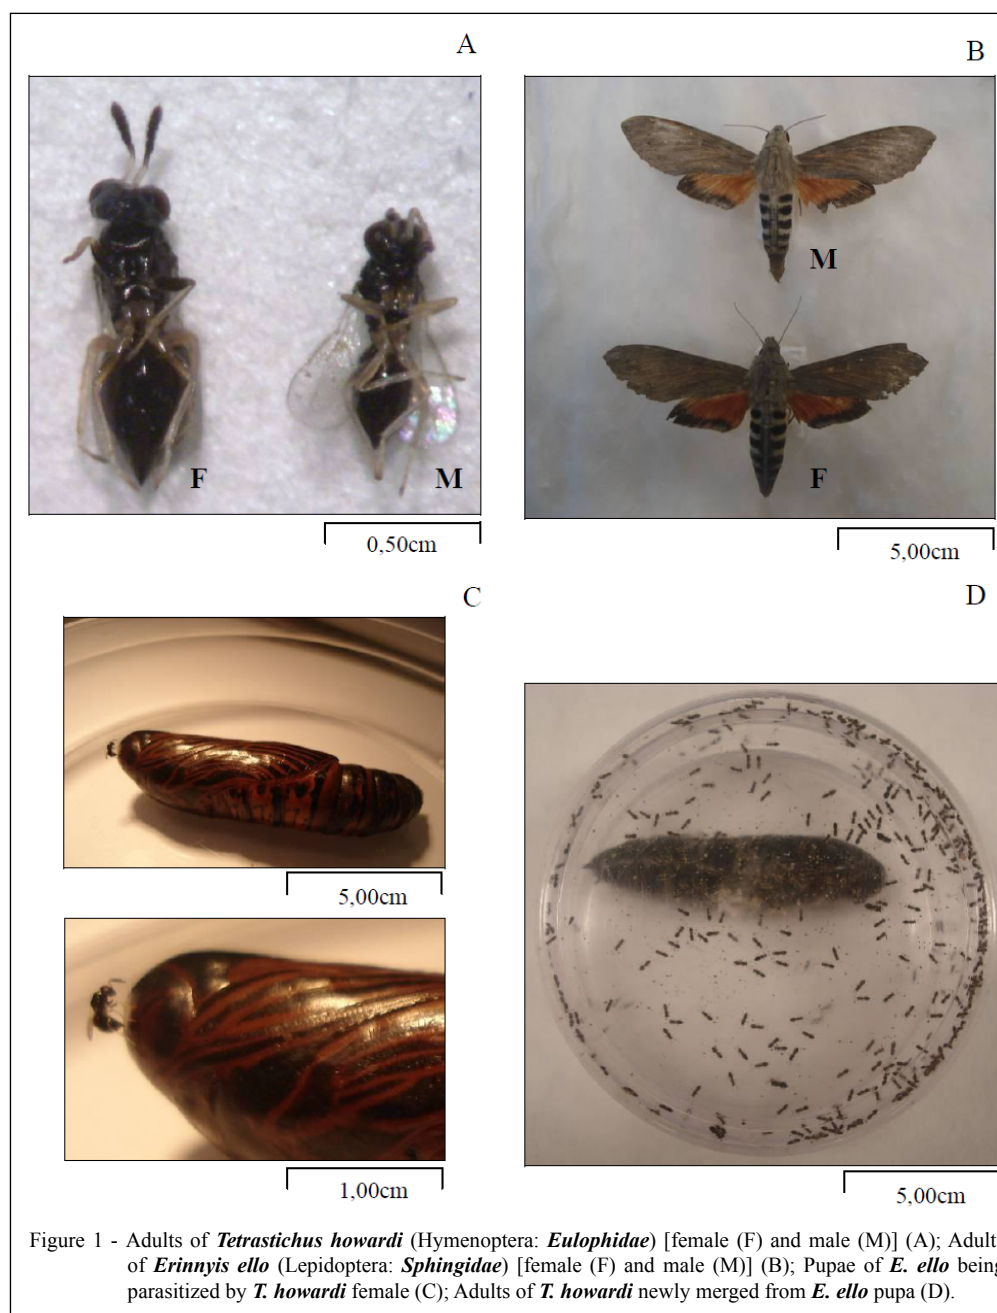 A
B
F
M
M
F
0,50cm
5,00cm
C
D
5,00cm
1,00cm
5,00cm
Figure 1 - Adults of Tetrastichus howardi (Hymenoptera: Eulophidae) [female (F) and male (M)] (A); Adults
of Erinnyis ello (Lepidoptera: Sphingidae) [female (F) and male (M)] (B); Pupae of E. ello being
parasitized by T. howardi female (C); Adults of T. howardi newly merged from E. ello pupa (D).